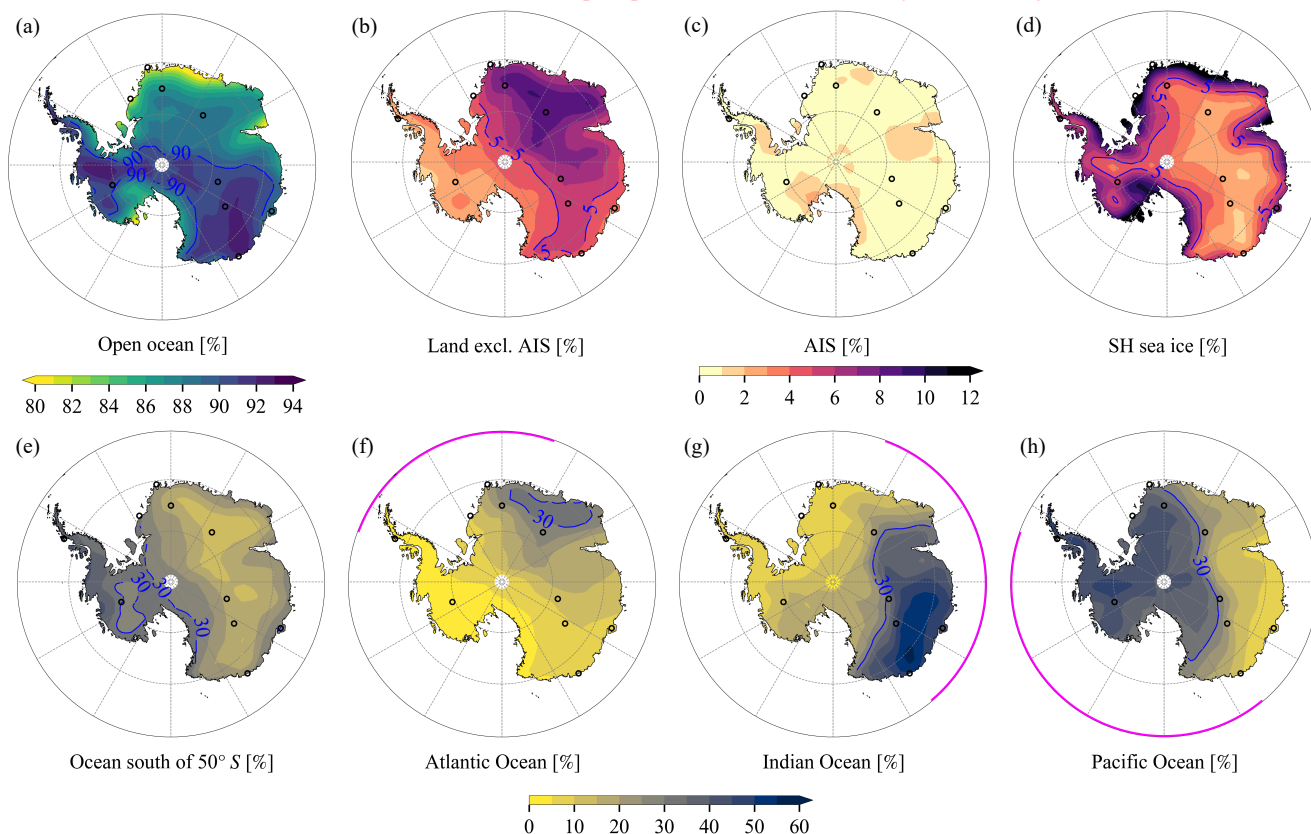 (a)
(b)
(c)
(d)
90
90
90
90
5
5
5
5
5
5
5
5
Open ocean [%]
Land excl. AIS [%]
AIS [%]
SH sea ice [%]
80 82 84 86 88 90 92 94
0 2 4 6 8 10 12
(e)
(f)
(g)
(h)
30
30
30
30
30
30
Ocean south of 50° S [%]
Atlantic Ocean [%]
Indian Ocean [%]
Pacific Ocean [%]
0 10 20 30 40 50 60